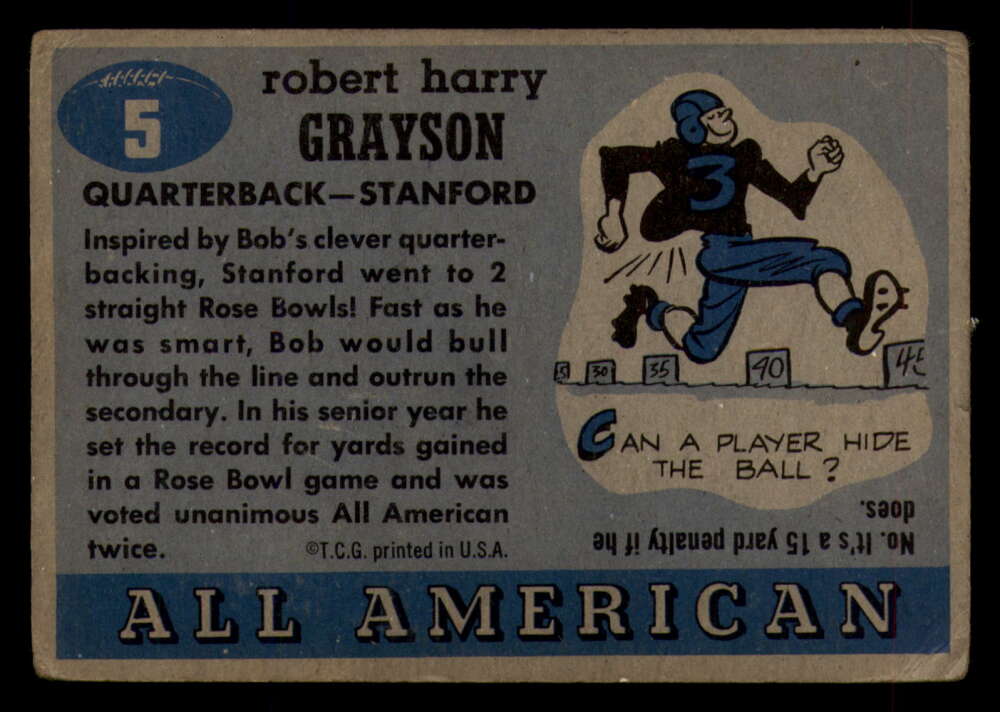 5
robert harry
GRAYSON
QUARTERBACK—STANFORD
Inspired by Bob's clever quarter-
backing, Stanford went to 2
straight Rose Bowls! Fast as he
was smart, Bob would bull
through the line and outrun the
secondary. In his senior year he
set the record for yards gained
in a Rose Bowl game and was
voted unanimous All American
twice.
©T.C.G. printed in U.S.A.
3
5 30 35 40 45
CAN A PLAYER HIDE
THE BALL?
No. It's a 15 yard penalty if he
does.
ALL AMERICAN